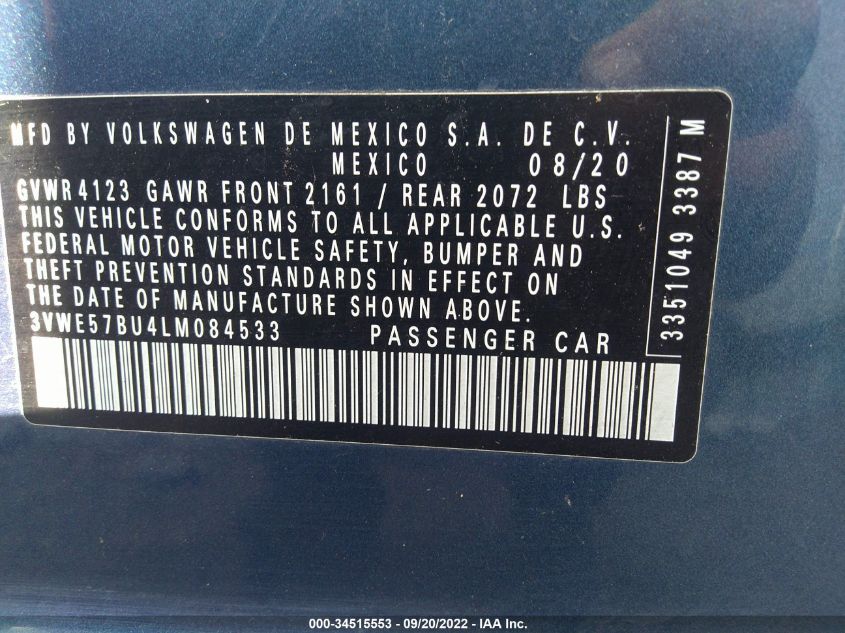 MFD BY VOLKSWAGEN DE MEXICO S.A. DE C.V.
MEXICO 08/20
GVWR 4123 GAWR FRONT 2161 / REAR 2072 LBS
THIS VEHICLE CONFORMS TO ALL APPLICABLE U.S.
FEDERAL MOTOR VEHICLE SAFETY, BUMPER AND
THEFT PREVENTION STANDARDS IN EFFECT ON
THE DATE OF MANUFACTURE SHOWN ABOVE.
3VWE57BU4LM084533 PASSENGER CAR
3351049 3387 M
000-34515553 - 09/20/2022 - IAA Inc.